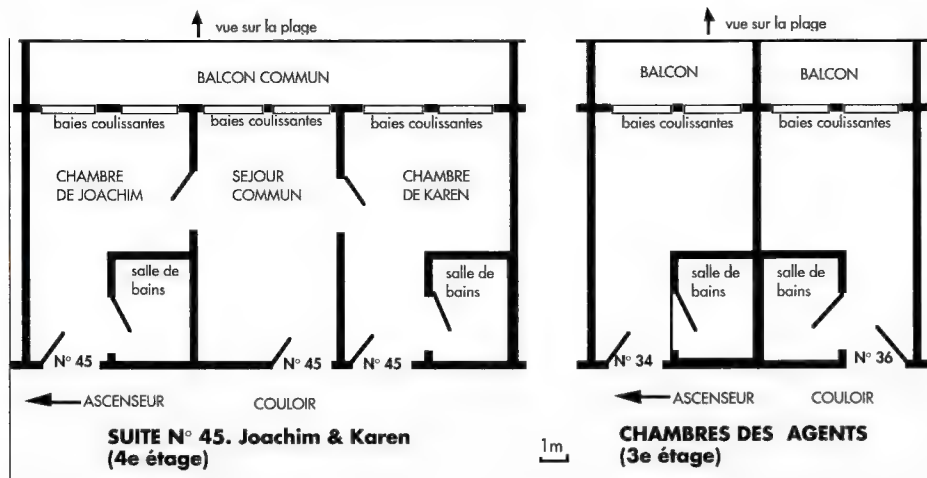 vue sur la plage
BALCON COMMUN
baies coulissantes
baies coulissantes
baies coulissantes
CHAMBRE
DE JOACHIM
SEJOUR
COMMUN
CHAMBRE
DE KAREN
salle de
bains
salle de
bains
N° 45
N° 45
N° 45
ASCENSEUR
COULOIR
SUITE N° 45. Joachim & Karen
(4e étage)
1m
vue sur la plage
BALCON
BALCON
baies coulissantes
baies coulissantes
salle de
bains
salle de
bains
N° 34
N° 36
ASCENSEUR
COULOIR
CHAMBRES DES AGENTS
(3e étage)